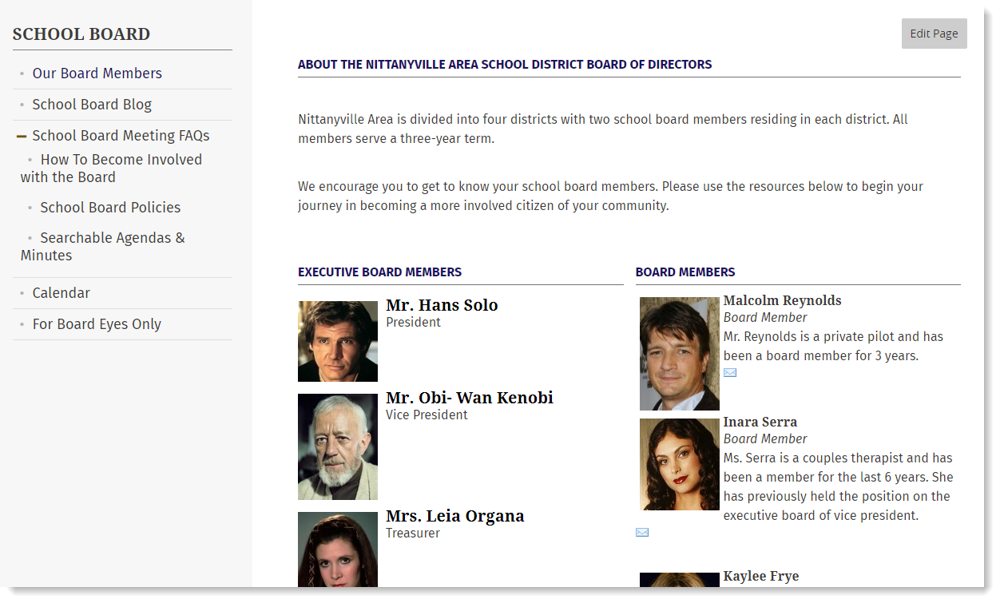 SCHOOL BOARD
Our Board Members
School Board Blog
School Board Meeting FAQs
How To Become Involved
with the Board
School Board Policies
Searchable Agendas &
Minutes
Calendar
For Board Eyes Only
Edit Page
ABOUT THE NITTANYVILLE AREA SCHOOL DISTRICT BOARD OF DIRECTORS
Nittanyville Area is divided into four districts with two school board members residing in each district. All
members serve a three-year term.
We encourage you to get to know your school board members. Please use the resources below to begin your
journey in becoming a more involved citizen of your community.
EXECUTIVE BOARD MEMBERS
Mr. Hans Solo
President
Mr. Obi- Wan Kenobi
Vice President
Mrs. Leia Organa
Treasurer
BOARD MEMBERS
Malcolm Reynolds
Board Member
Mr. Reynolds is a private pilot and has
been a board member for 3 years.
Inara Serra
Board Member
Ms. Serra is a couples therapist and has
been a member for the last 6 years. She
has previously held the position on the
executive board of vice president.
Kaylee Frye